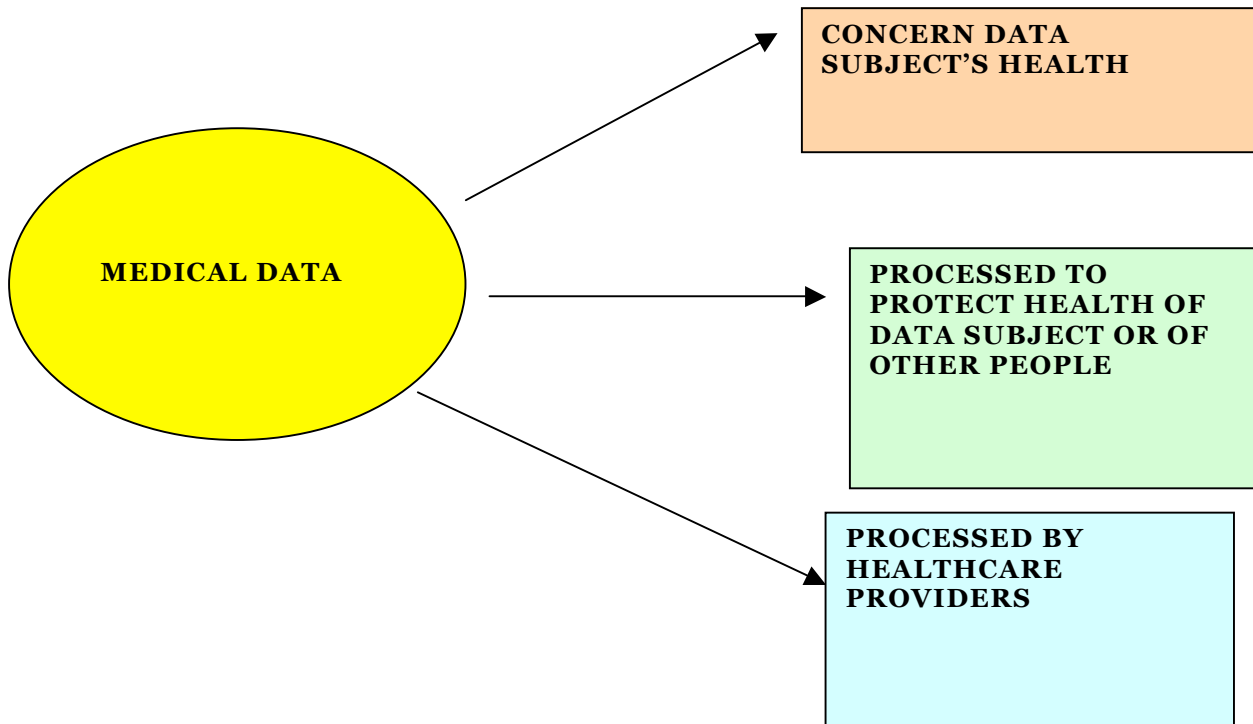 MEDICAL DATA
CONCERN DATA
SUBJECT’S HEALTH
PROCESSED TO
PROTECT HEALTH OF
DATA SUBJECT OR OF
OTHER PEOPLE
PROCESSED BY
HEALTHCARE
PROVIDERS